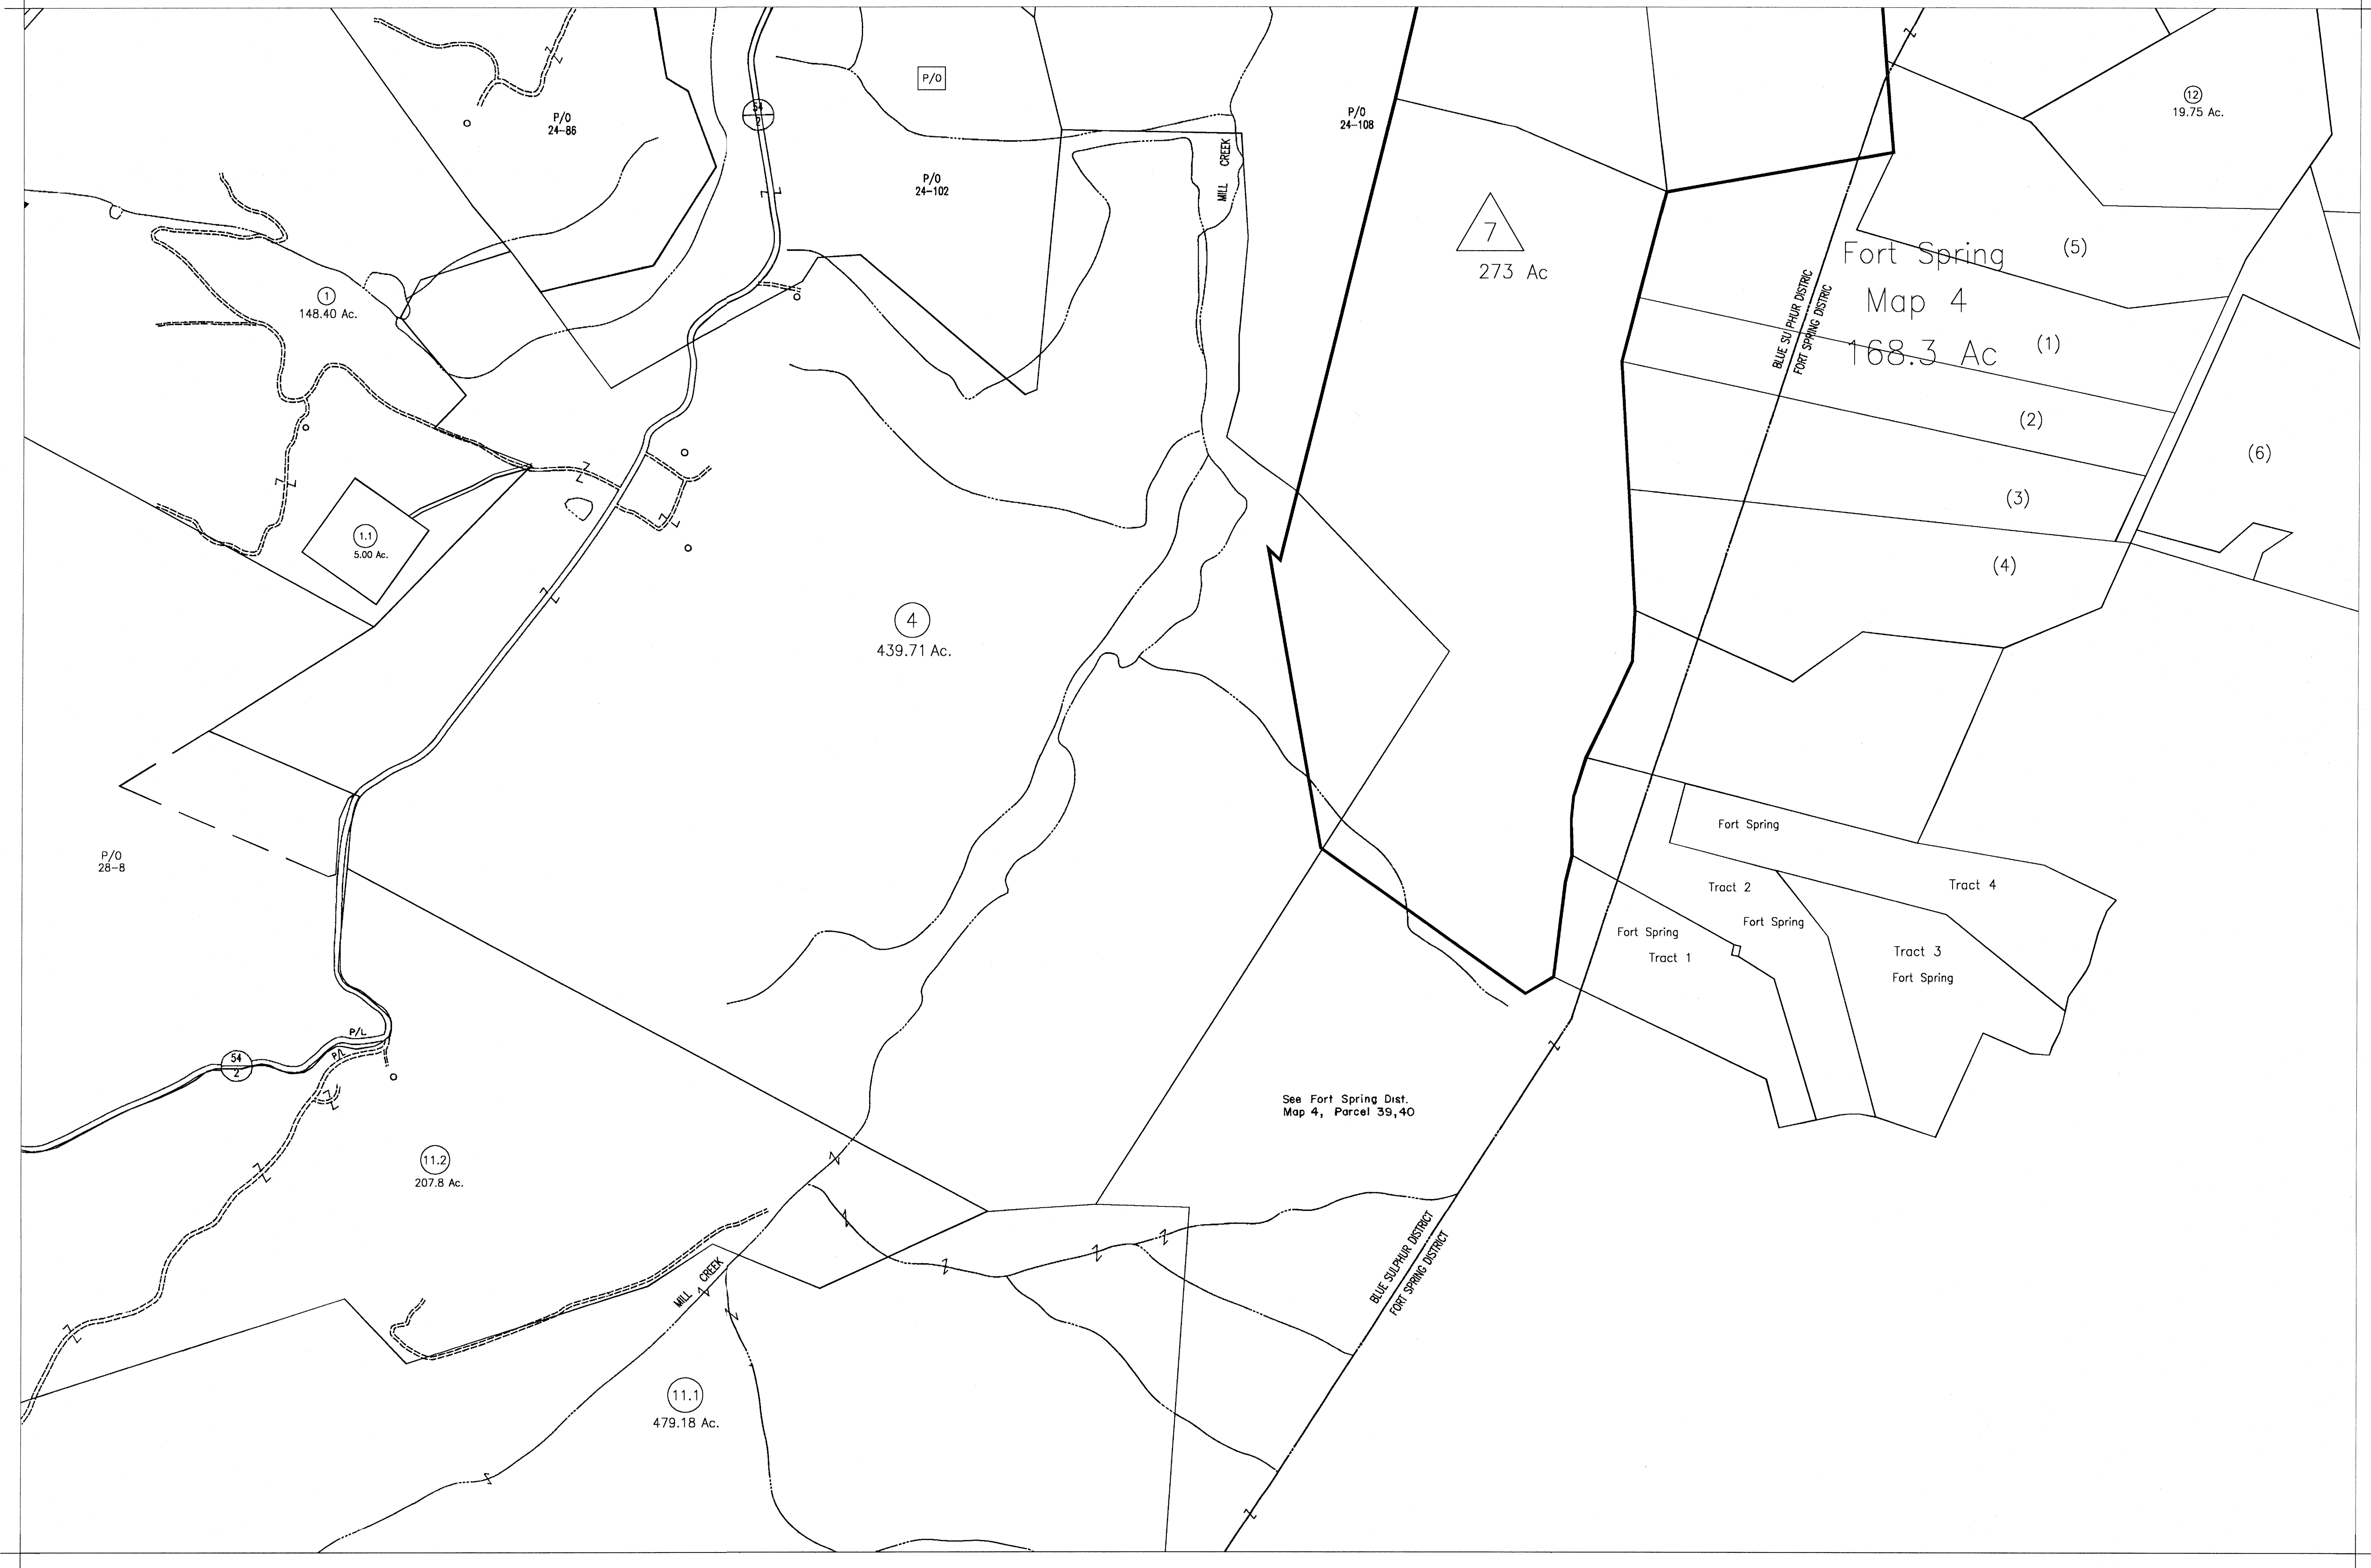 P/O
54
2
12
19.75 Ac.
P/O
24-86
P/O
24-108
P/O
24-102
MILL CREEK
7
273 Ac
Fort Spring
Map 4
168.3 Ac
(5)
1
148.40 Ac.
BLUE SULPHUR DISTRIC
FORT SPRING DISTRIC
(1)
(2)
(6)
(3)
1.1
5.00 Ac.
(4)
4
439.71 Ac.
P/O
28-8
Fort Spring
Tract 4
Tract 2
Fort Spring
Fort Spring
Tract 1
Tract 3
Fort Spring
P/L
P/L
54
2
See Fort Spring Dist.
Map 4, Parcel 39,40
11.2
207.8 Ac.
BLUE SULPHUR DISTRICT
FORT SPRING DISTRICT
MILL CREEK
11.1
479.18 Ac.